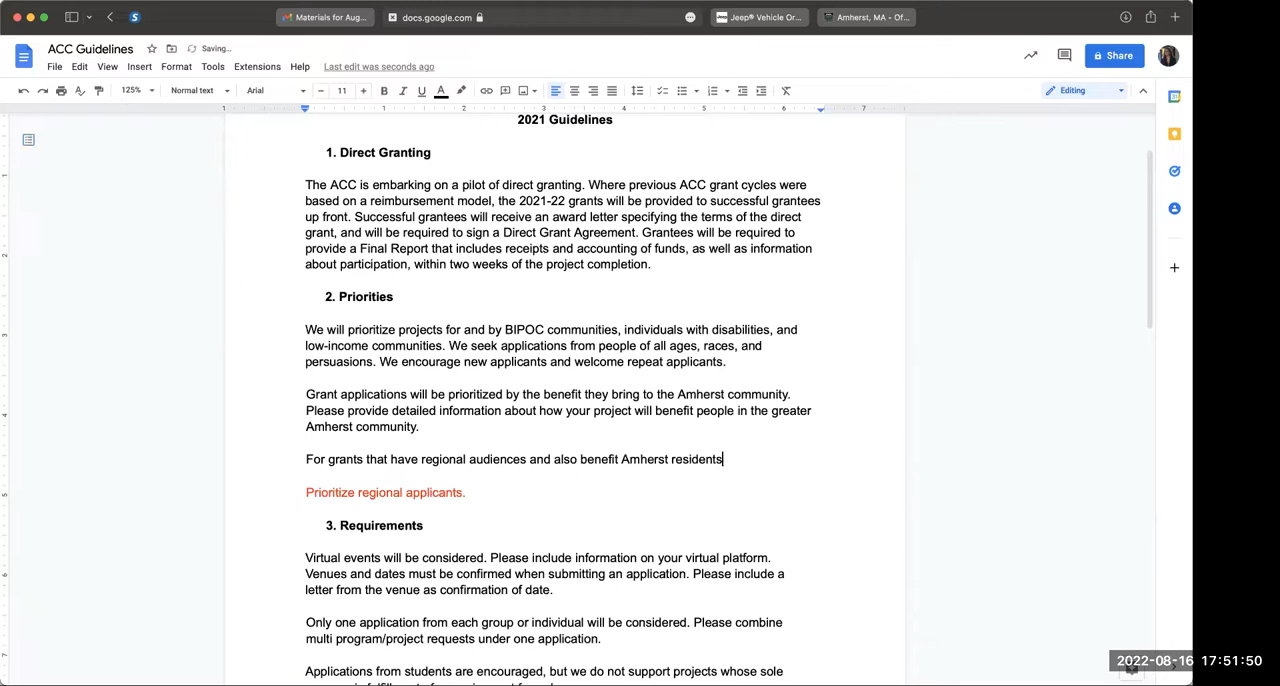 Materials for Aug...
docs.google.com
Jeep® Vehicle Or...
Amherst, MA - Of...
ACC Guidelines
Saving...
File Edit View Insert Format Tools Extensions Help Last edit was seconds ago
Share
125% Normal text Arial 11 B I U A
Editing
1 1 2 3 4 5 6 7
2021 Guidelines
1. Direct Granting
The ACC is embarking on a pilot of direct granting. Where previous ACC grant cycles were
based on a reimbursement model, the 2021-22 grants will be provided to successful grantees
up front. Successful grantees will receive an award letter specifying the terms of the direct
grant, and will be required to sign a Direct Grant Agreement. Grantees will be required to
provide a Final Report that includes receipts and accounting of funds, as well as information
about participation, within two weeks of the project completion.
2. Priorities
We will prioritize projects for and by BIPOC communities, individuals with disabilities, and
low-income communities. We seek applications from people of all ages, races, and
persuasions. We encourage new applicants and welcome repeat applicants.
Grant applications will be prioritized by the benefit they bring to the Amherst community.
Please provide detailed information about how your project will benefit people in the greater
Amherst community.
For grants that have regional audiences and also benefit Amherst residents
Prioritize regional applicants.
3. Requirements
Virtual events will be considered. Please include information on your virtual platform.
Venues and dates must be confirmed when submitting an application. Please include a
letter from the venue as confirmation of date.
Only one application from each group or individual will be considered. Please combine
multi program/project requests under one application.
Applications from students are encouraged, but we do not support projects whose sole
2022-08-16 17:51:50